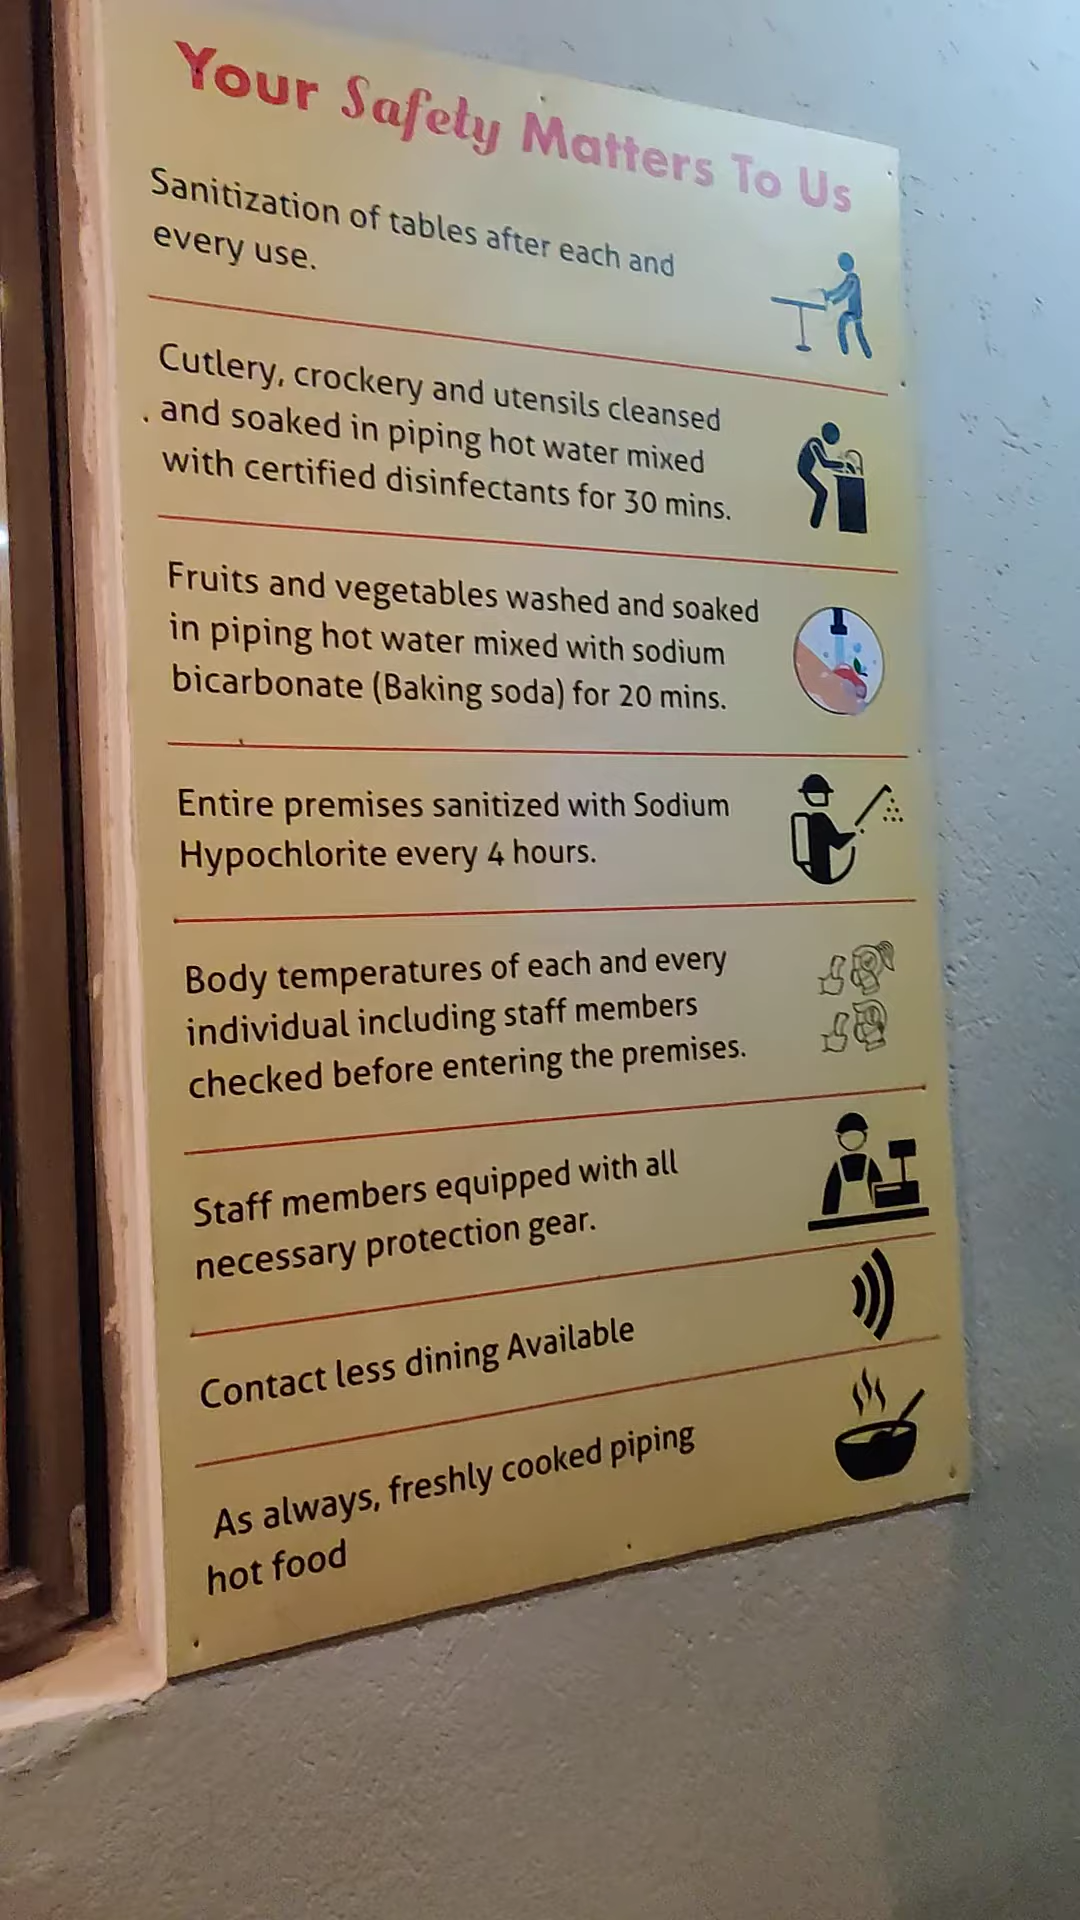 Your Safety Matters To Us
Sanitization of tables after each and
every use.
Cutlery, crockery and utensils cleansed
and soaked in piping hot water mixed
with certified disinfectants for 30 mins.
Fruits and vegetables washed and soaked
in piping hot water mixed with sodium
bicarbonate (Baking soda) for 20 mins.
Entire premises sanitized with Sodium
Hypochlorite every 4 hours.
Body temperatures of each and every
individual including staff members
checked before entering the premises.
Staff members equipped with all
necessary protection gear.
Contact less dining Available
As always, freshly cooked piping
hot food